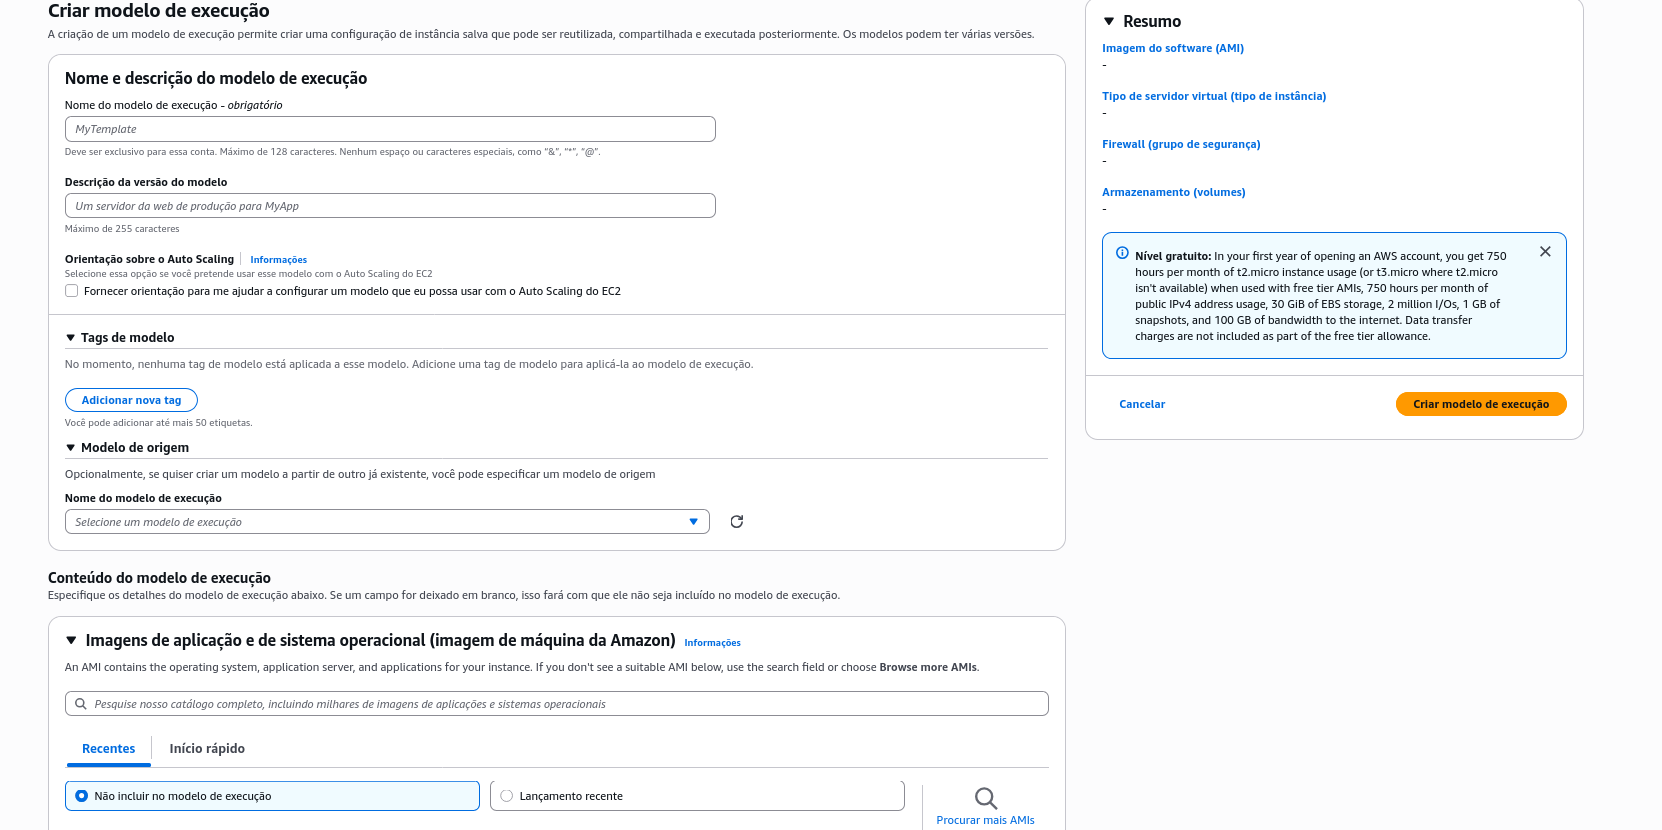 Criar modelo de execução
A criação de um modelo de execução permite criar uma configuração de instância salva que pode ser reutilizada, compartilhada e executada posteriormente. Os modelos podem ter várias versões.
Nome e descrição do modelo de execução
Nome do modelo de execução - obrigatório
MyTemplate
Deve ser exclusivo para essa conta. Máximo de 128 caracteres. Nenhum espaço ou caracteres especiais, como “&”, “*”, “@”.
Descrição da versão do modelo
Um servidor da web de produção para MyApp
Máximo de 255 caracteres
Orientação sobre o Auto Scaling Informações
Selecione essa opção se você pretende usar esse modelo com o Auto Scaling do EC2
Fornecer orientação para me ajudar a configurar um modelo que eu possa usar com o Auto Scaling do EC2
Tags de modelo
No momento, nenhuma tag de modelo está aplicada a esse modelo. Adicione uma tag de modelo para aplicá-la ao modelo de execução.
Adicionar nova tag
Você pode adicionar até mais 50 etiquetas.
Modelo de origem
Opcionalmente, se quiser criar um modelo a partir de outro já existente, você pode especificar um modelo de origem
Nome do modelo de execução
Selecione um modelo de execução
Conteúdo do modelo de execução
Especifique os detalhes do modelo de execução abaixo. Se um campo for deixado em branco, isso fará com que ele não seja incluído no modelo de execução.
Imagens de aplicação e de sistema operacional (imagem de máquina da Amazon) Informações
An AMI contains the operating system, application server, and applications for your instance. If you don't see a suitable AMI below, use the search field or choose Browse more AMIs.
Pesquise nosso catálogo completo, incluindo milhares de imagens de aplicações e sistemas operacionais
Recentes Início rápido
Não incluir no modelo de execução
Lançamento recente
Procurar mais AMIs
Resumo
Imagem do software (AMI)
-
Tipo de servidor virtual (tipo de instância)
-
Firewall (grupo de segurança)
-
Armazenamento (volumes)
-
Nível gratuito: In your first year of opening an AWS account, you get 750
hours per month of t2.micro instance usage (or t3.micro where t2.micro
isn't available) when used with free tier AMIs, 750 hours per month of
public IPv4 address usage, 30 GiB of EBS storage, 2 million I/Os, 1 GB of
snapshots, and 100 GB of bandwidth to the internet. Data transfer
charges are not included as part of the free tier allowance.
Cancelar
Criar modelo de execução